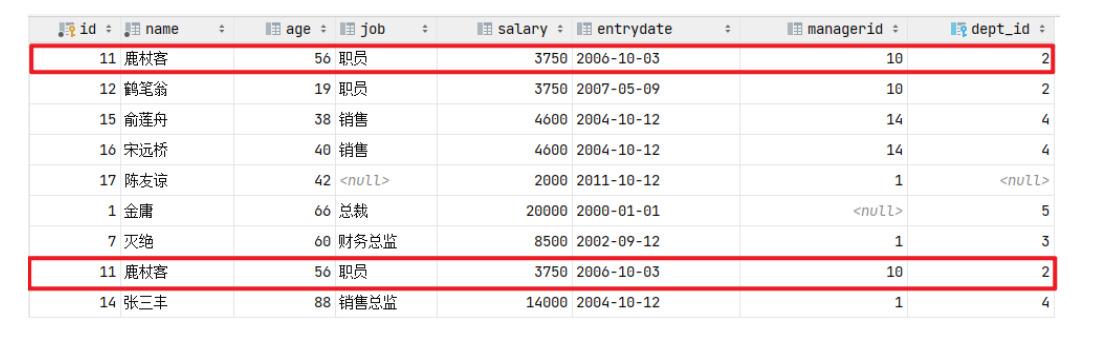 id name age job salary entrydate managerid dept_id
11 鹿杖客 56 职员 3750 2006-10-03 10 2
12 鹤笔翁 19 职员 3750 2007-05-09 10 2
15 俞莲舟 38 销售 4600 2004-10-12 14 4
16 宋远桥 40 销售 4600 2004-10-12 14 4
17 陈友谅 42 <null> 2000 2011-10-12 1 <null>
1 金庸 66 总裁 20000 2000-01-01 <null> 5
7 灭绝 60 财务总监 8500 2002-09-12 1 3
11 鹿杖客 56 职员 3750 2006-10-03 10 2
14 张三丰 88 销售总监 14000 2004-10-12 1 4